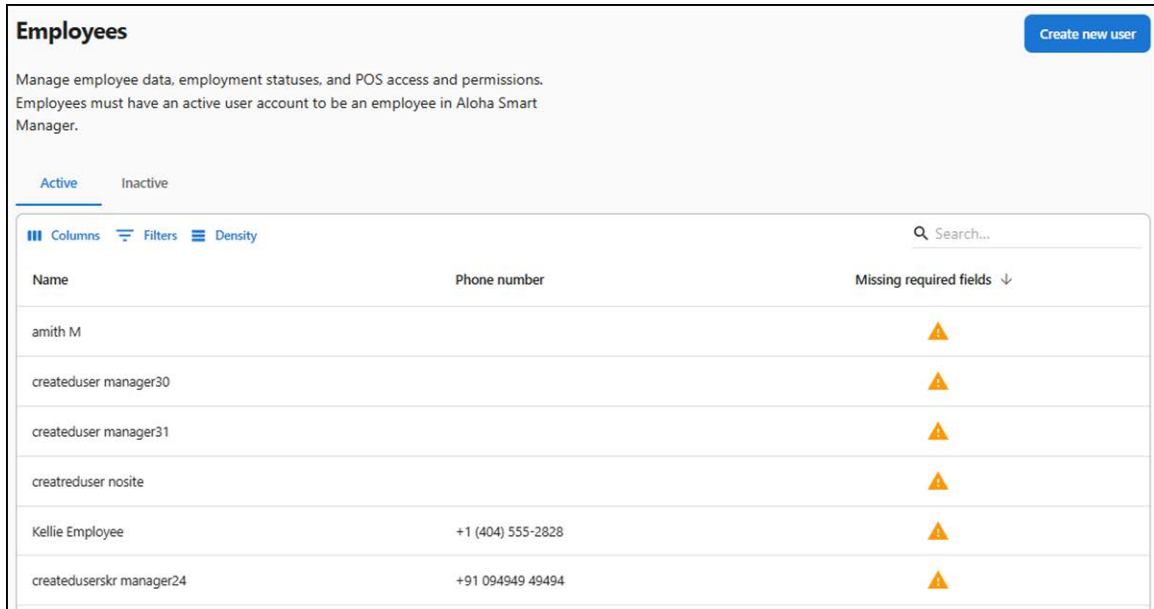 Employees
Create new user
Manage employee data, employment statuses, and POS access and permissions.
Employees must have an active user account to be an employee in Aloha Smart
Manager.
Active Inactive
Columns Filters Density Search...
Name Phone number Missing required fields
amith M
createduser manager30
createduser manager31
creatreduser nosite
Kellie Employee +1 (404) 555-2828
createduserskr manager24 +91 094949 49494